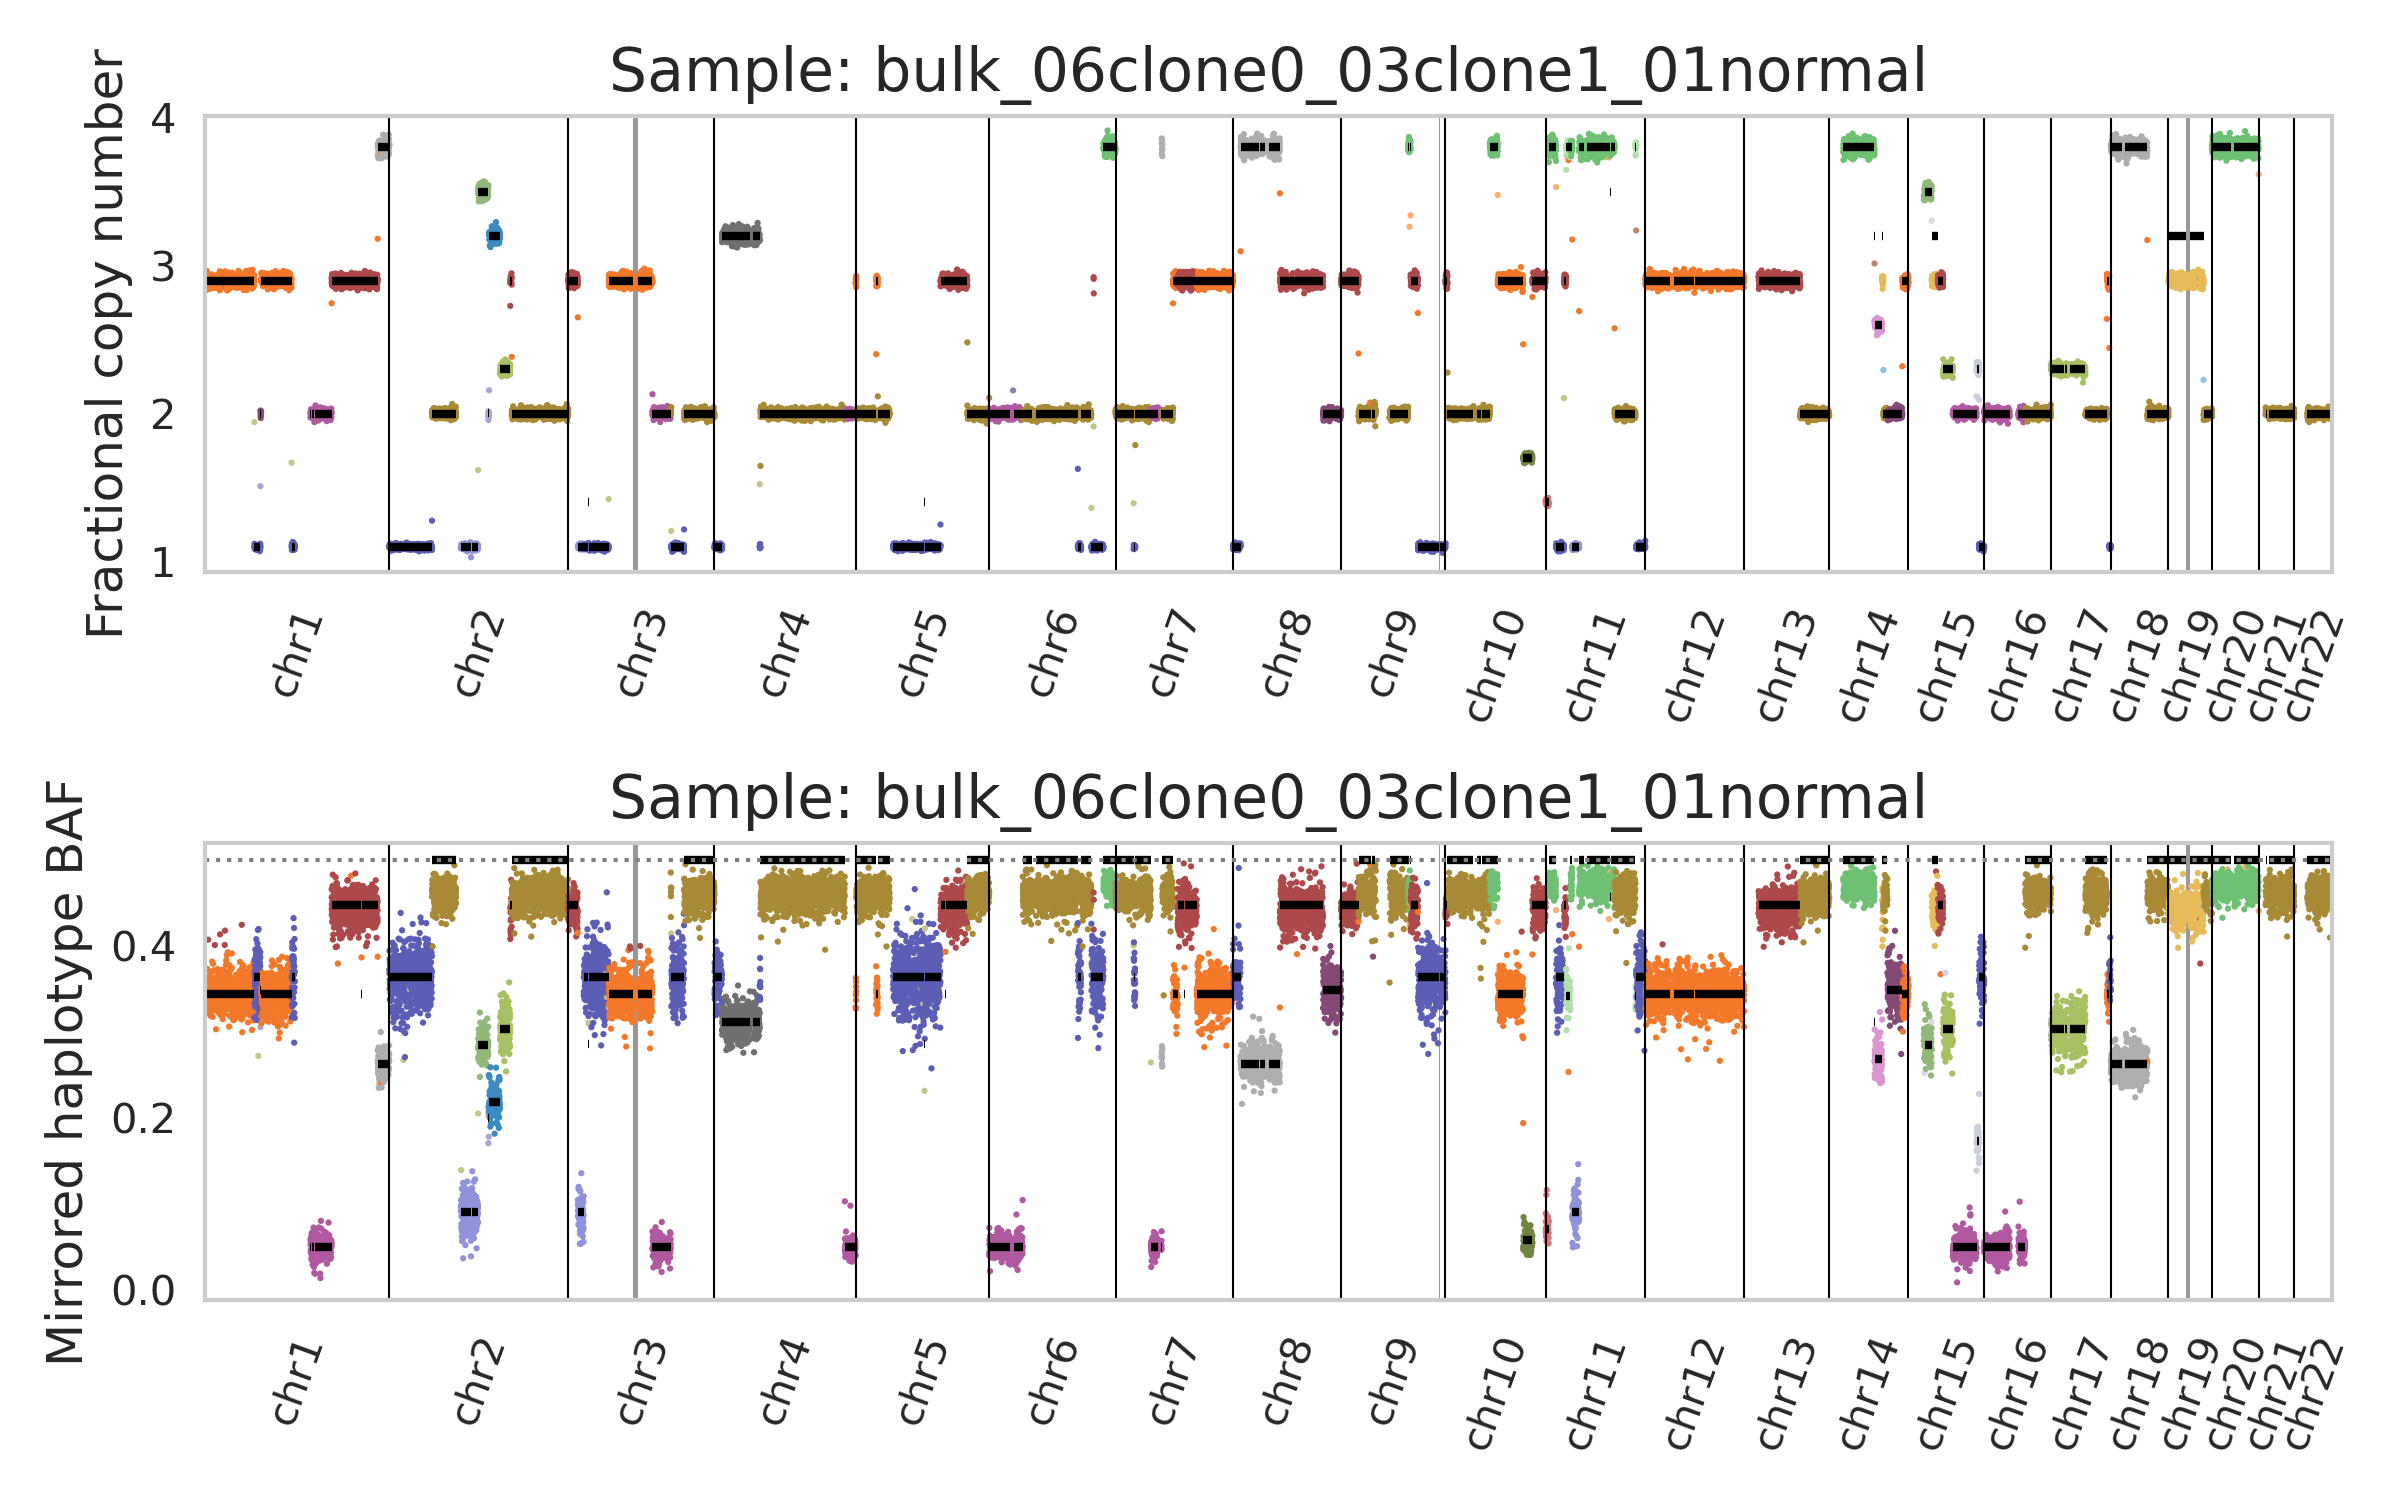 Sample: bulk_06clone0_03clone1_01normal
Fractional copy number
4
3
2
1
chr1
chr2
chr3
chr4
chr5
chr6
chr7
chr8
chr9
chr10
chr11
chr12
chr13
chr14
chr15
chr16
chr17
chr18
chr19
chr20
chr21
chr22
Sample: bulk_06clone0_03clone1_01normal
Mirrored haplotype BAF
0.4
0.2
0.0
chr1
chr2
chr3
chr4
chr5
chr6
chr7
chr8
chr9
chr10
chr11
chr12
chr13
chr14
chr15
chr16
chr17
chr18
chr19
chr20
chr21
chr22